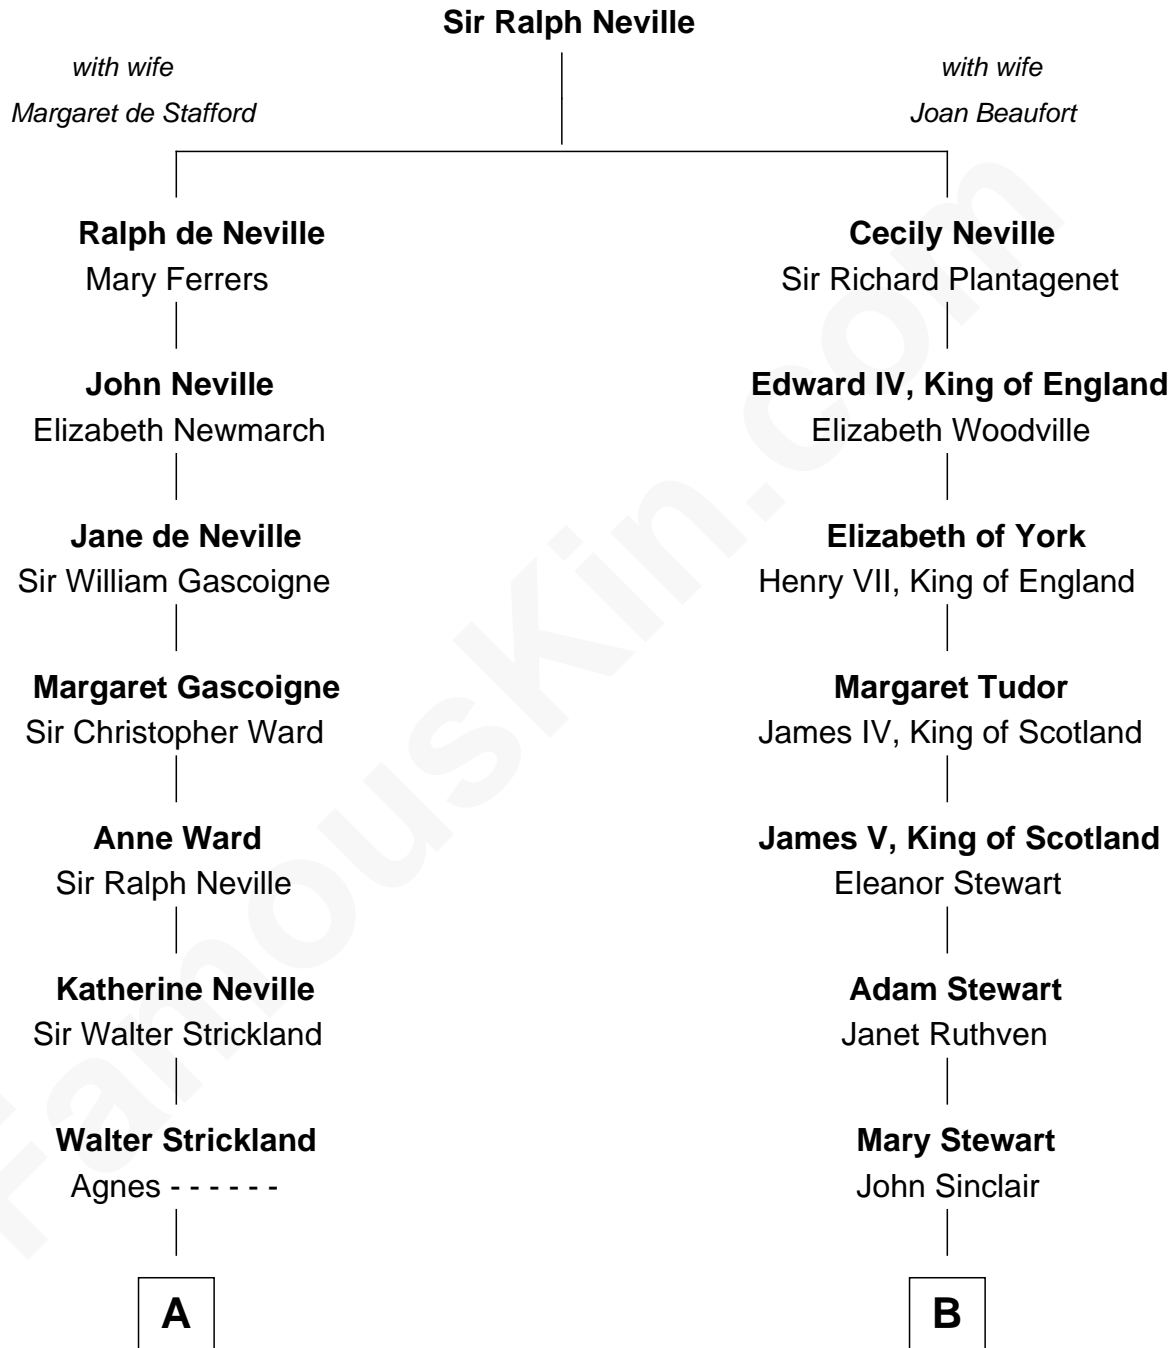 Sir Ralph Neville
with wife
Margaret de Stafford
with wife
Joan Beaufort
Ralph de Neville
Mary Ferrers
Cecily Neville
Sir Richard Plantagenet
John Neville
Elizabeth Newmarch
Edward IV, King of England
Elizabeth Woodville
Jane de Neville
Sir William Gascoigne
Elizabeth of York
Henry VII, King of England
Margaret Gascoigne
Sir Christopher Ward
Margaret Tudor
James IV, King of Scotland
Anne Ward
Sir Ralph Neville
James V, King of Scotland
Eleanor Stewart
Katherine Neville
Sir Walter Strickland
Adam Stewart
Janet Ruthven
Walter Strickland
Agnes - - - - - -
Mary Stewart
John Sinclair
A
B
FamousKin.com